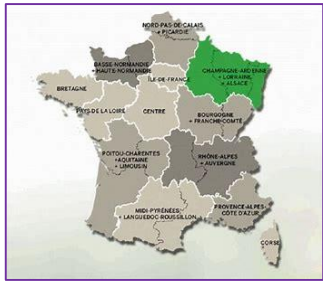 NORD-PAS-DE-CALAIS
+ PICARDIE
BASSE-NORMANDIE
+ HAUTE-NORMANDIE
CHAMPAGNE-ARDENNE
+ LORRAINE
+ ALSACE
ÎLE-DE-FRANCE
BRETAGNE
PAYS DE LA LOIRE
CENTRE
BOURGOGNE
+ FRANCHE-COMTÉ
POITOU-CHARENTES
+ AQUITAINE
+ LIMOUSIN
RHÔNE-ALPES
+ AUVERGNE
MIDI-PYRÉNÉES
+ LANGUEDOC-ROUSSILLON
PROVENCE-ALPES-
CÔTE D'AZUR
CORSE